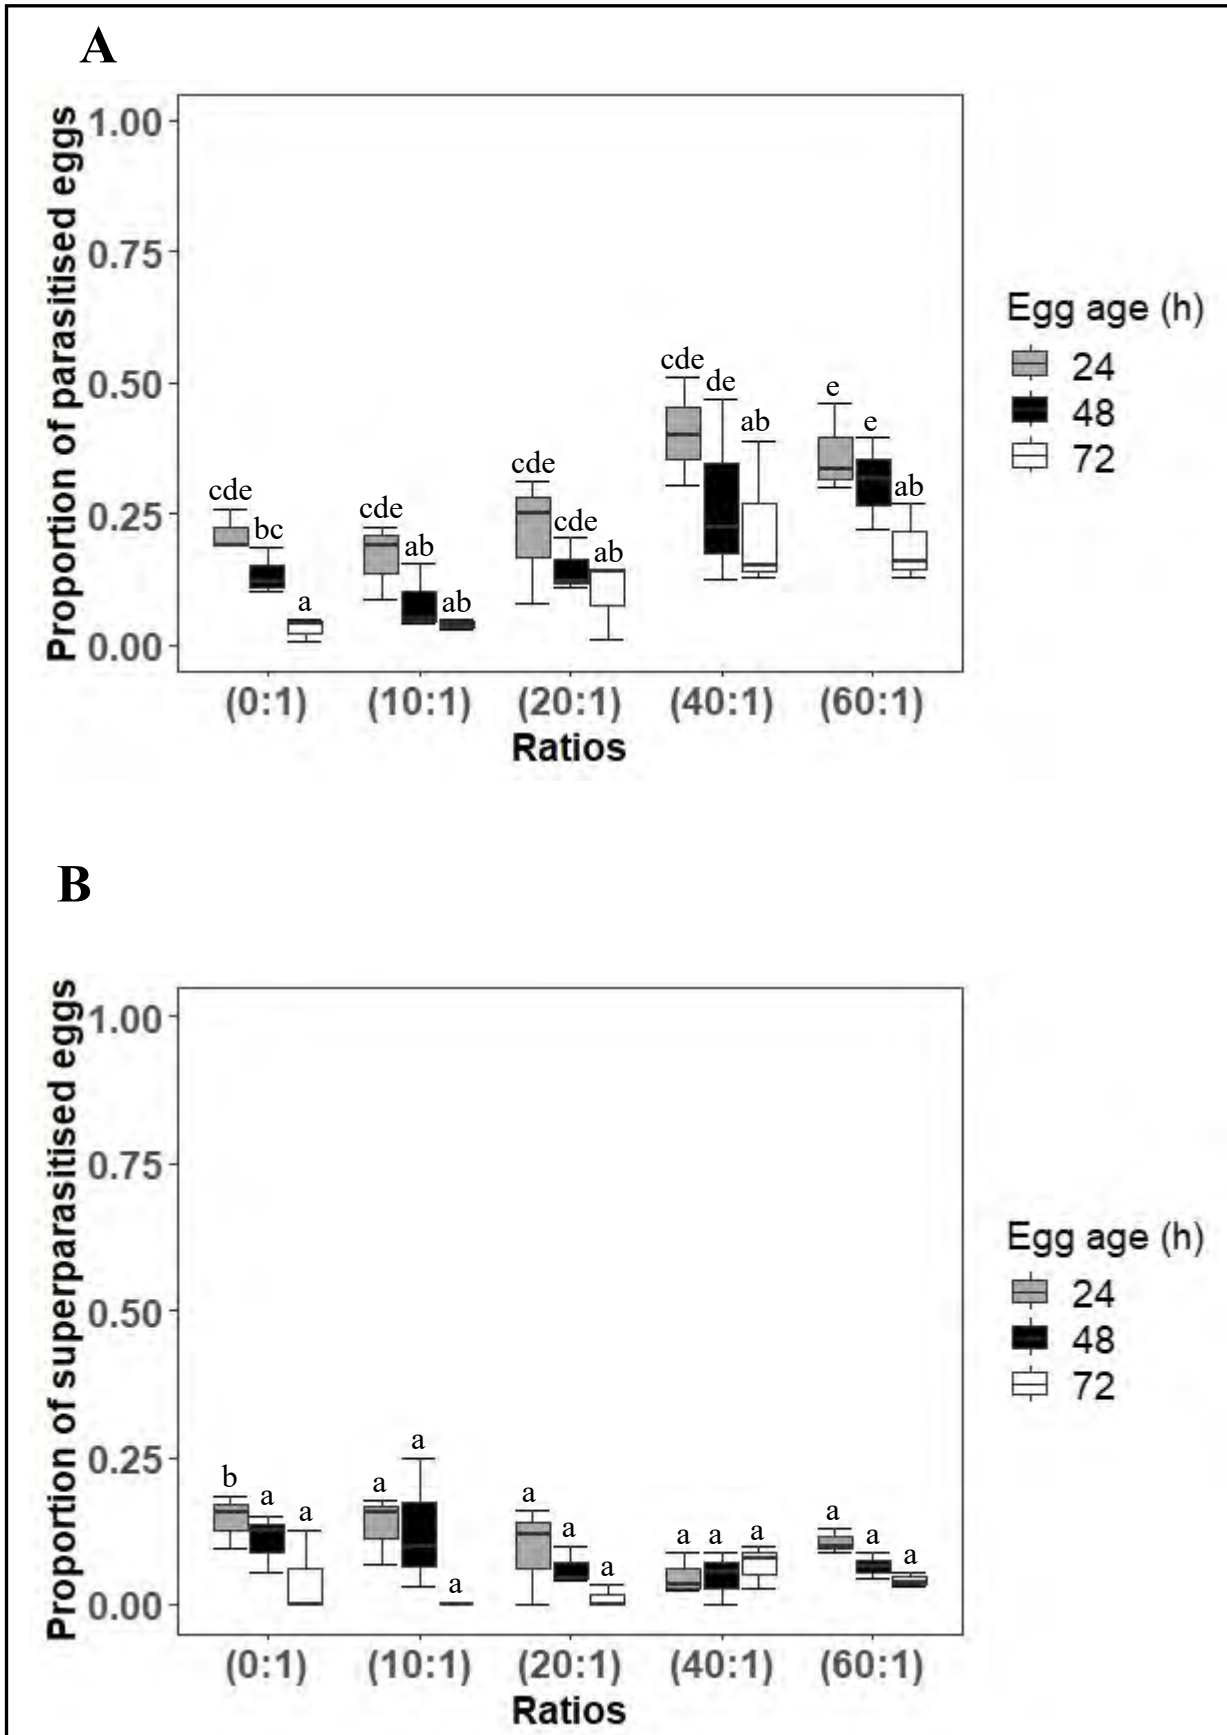 A
Proportion of parasitised eggs
1.00
0.75
0.50
0.25
0.00
cde
bc
a
cde
ab
ab
cde
cde
ab
cde
de
ab
e
e
ab
(0:1) (10:1) (20:1) (40:1) (60:1)
Ratios
Egg age (h)
24
48
72
B
Proportion of superparasitised eggs
1.00
0.75
0.50
0.25
0.00
b
a
a
a
a
a
a
a
a
a
a
a
a
a
a
(0:1) (10:1) (20:1) (40:1) (60:1)
Ratios
Egg age (h)
24
48
72